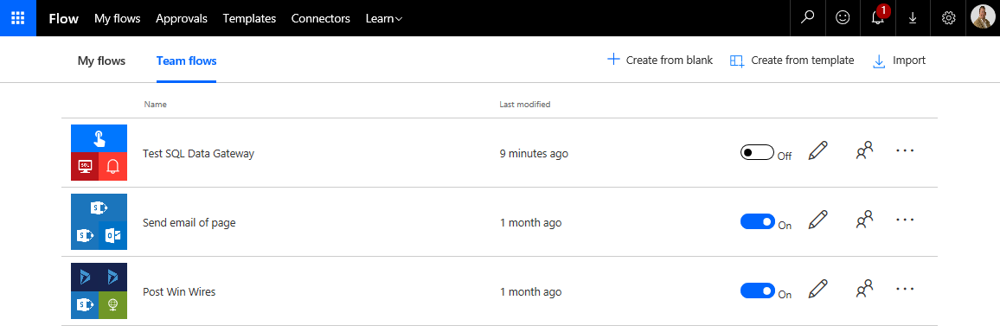 Flow My flows Approvals Templates Connectors Learn 1
My flows Team flows Create from blank Create from template Import
Name Last modified
Test SQL Data Gateway 9 minutes ago Off
SQL
Send email of page 1 month ago On
Post Win Wires 1 month ago On